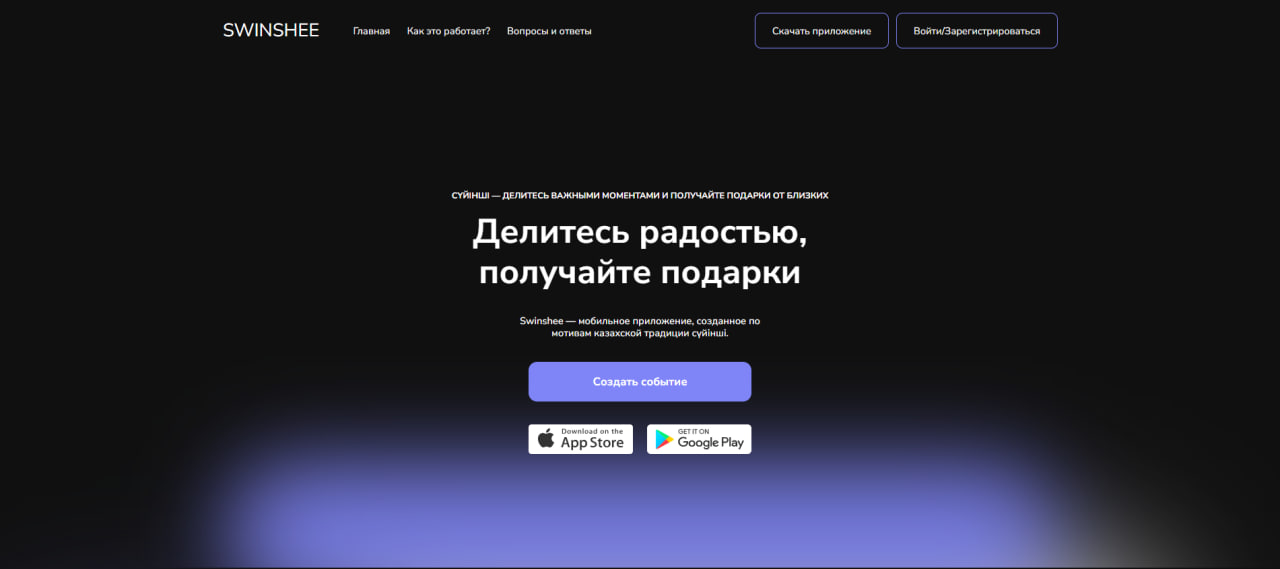 SWINSHEE
Главная
Как это работает?
Вопросы и ответы
Скачать приложение
Войти/Зарегистрироваться
СҮЙІНШІ — ДЕЛИТЕСЬ ВАЖНЫМИ МОМЕНТАМИ И ПОЛУЧАЙТЕ ПОДАРКИ ОТ БЛИЗКИХ
Делитесь радостью,
получайте подарки
Swinshee — мобильное приложение, созданное по
мотивам казахской традиции сүйінші.
Создать событие
Download on the
App Store
GET IT ON
Google Play